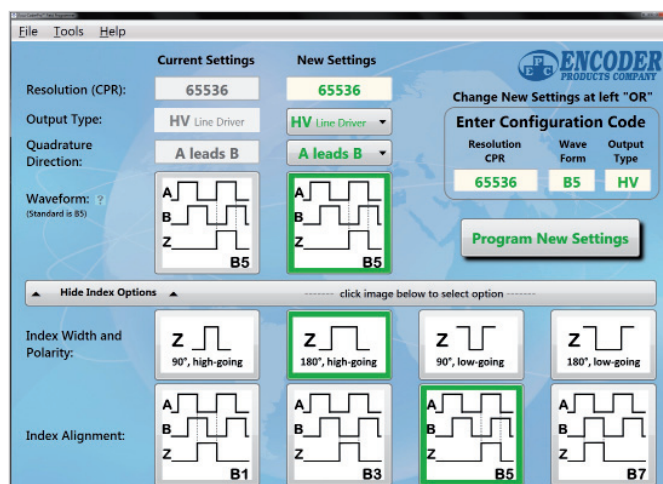 File Tools Help
Current Settings New Settings
ENCODER
EPC
PRODUCTS COMPANY
Resolution (CPR): 65536 65536
Change New Settings at left "OR"
Output Type: HV Line Driver HV Line Driver
Enter Configuration Code
Quadrature
Direction: A leads B A leads B
Resolution
CPR
Wave
Form
Output
Type
65536 B5 HV
Waveform: ?
(Standard is B5)
A
B
Z
B5
A
B
Z
B5
Program New Settings
Hide Index Options ------- click image below to select option -------
Index Width and
Polarity:
Z
90°, high-going
Z
180°, high-going
Z
90°, low-going
Z
180°, low-going
Index Alignment:
A
B
Z
B1
A
B
Z
B3
A
B
Z
B5
A
B
Z
B7